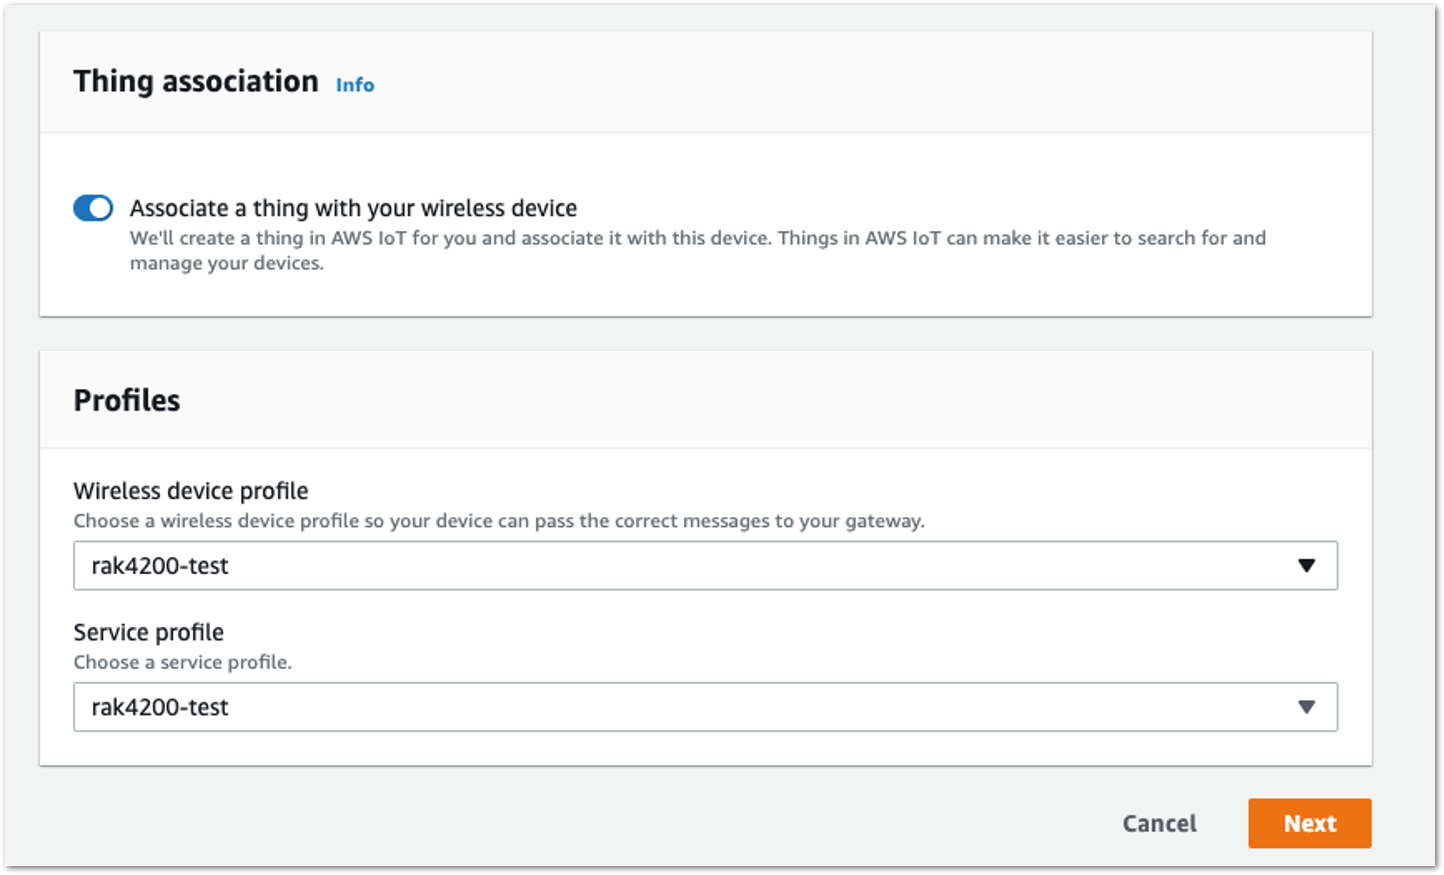 Thing association Info
Associate a thing with your wireless device
We'll create a thing in AWS IoT for you and associate it with this device. Things in AWS IoT can make it easier to search for and
manage your devices.
Profiles
Wireless device profile
Choose a wireless device profile so your device can pass the correct messages to your gateway.
rak4200-test
Service profile
Choose a service profile.
rak4200-test
Cancel Next